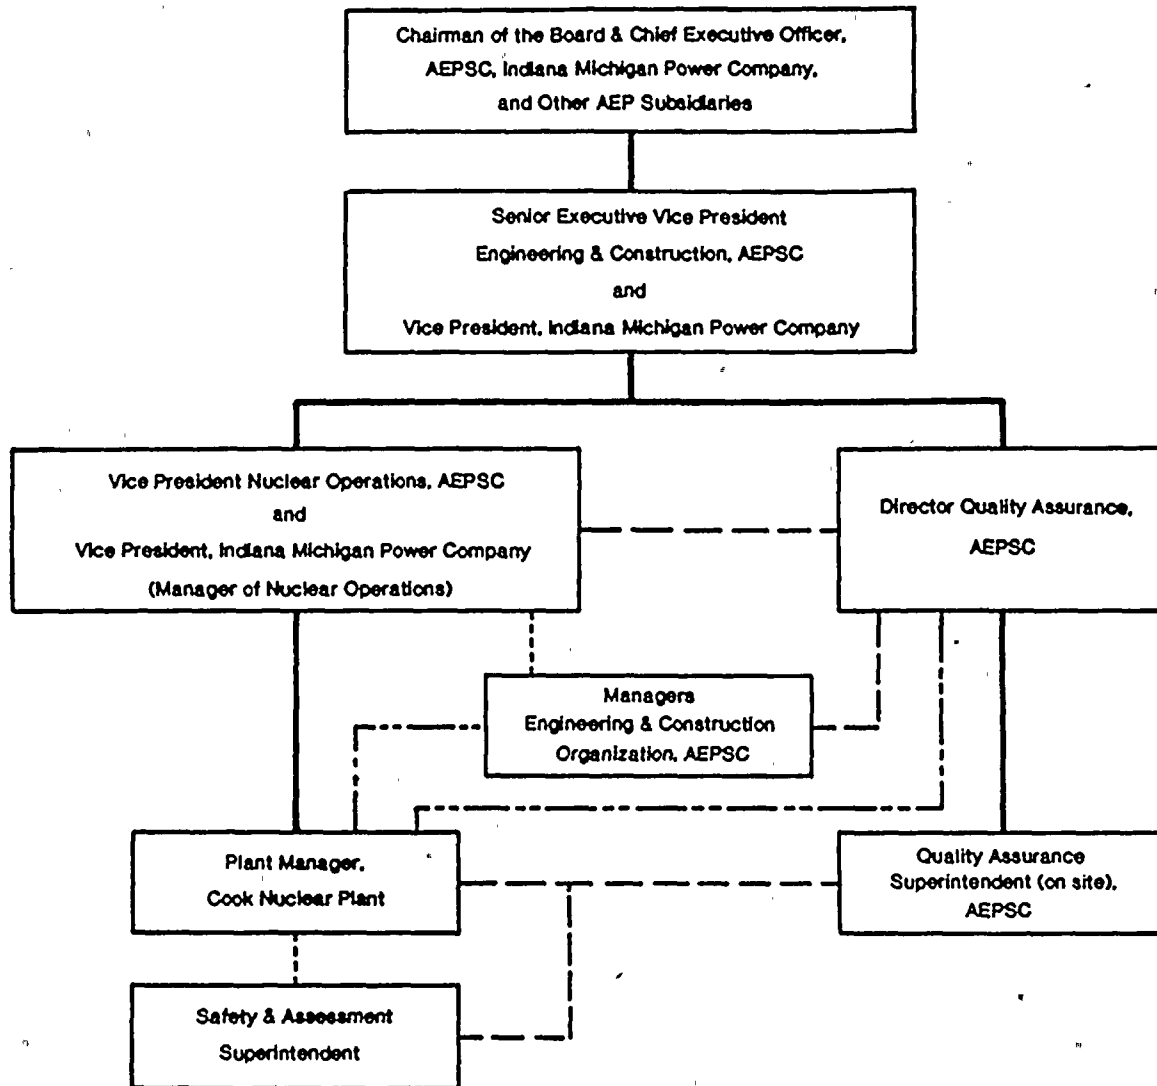 Chairman of the Board & Chief Executive Officer,
AEPSC, Indiana Michigan Power Company,
and Other AEP Subsidiaries
Senior Executive Vice President
Engineering & Construction, AEPSC
and
Vice President, Indiana Michigan Power Company
Vice President Nuclear Operations, AEPSC
and
Vice President, Indiana Michigan Power Company
(Manager of Nuclear Operations)
Director Quality Assurance,
AEPSC
Managers
Engineering & Construction
Organization, AEPSC
Plant Manager,
Cook Nuclear Plant
Quality Assurance
Superintendent (on site),
AEPSC
Safety & Assessment
Superintendent